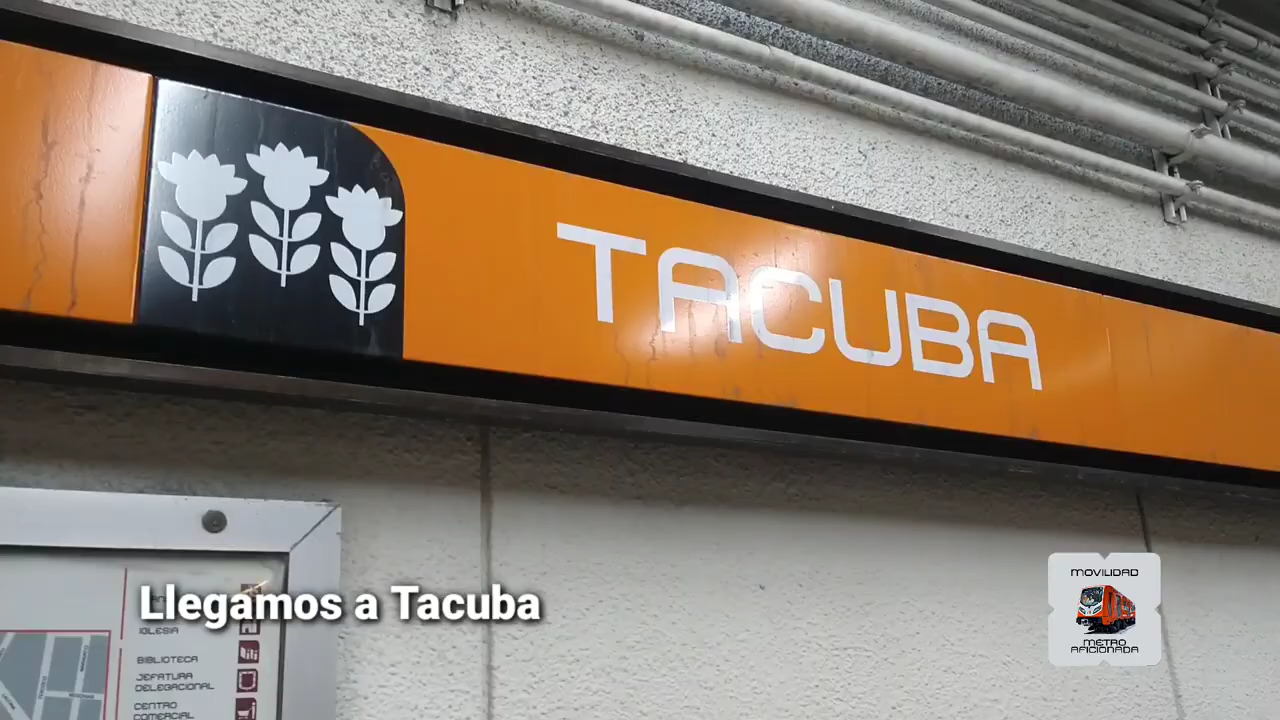 TACUBA
Llegamos a Tacuba
IGLESIA
BIBLIOTECA
JEFATURA
DELEGACIONAL
CENTRO
COMERCIAL
MOVILIDAD
METRO
AFICIONADA